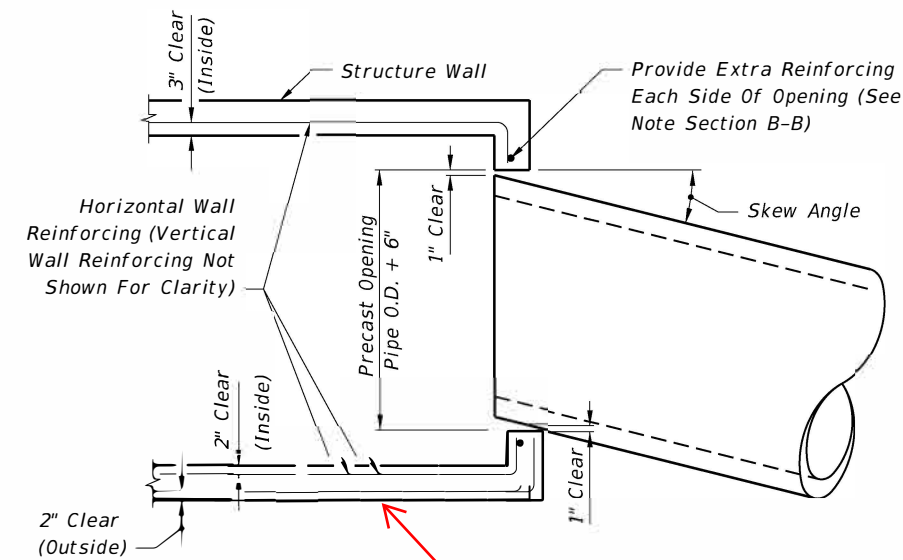 3" Clear
(Inside)
Structure Wall
Provide Extra Reinforcing
Each Side Of Opening (See
Note Section B-B)
Horizontal Wall
Reinforcing (Vertical
Wall Reinforcing Not
Shown For Clarity)
1" Clear
Skew Angle
Precast Opening
Pipe O.D. + 6"
2" Clear
(Inside)
1" Clear
2" Clear
(Outside)